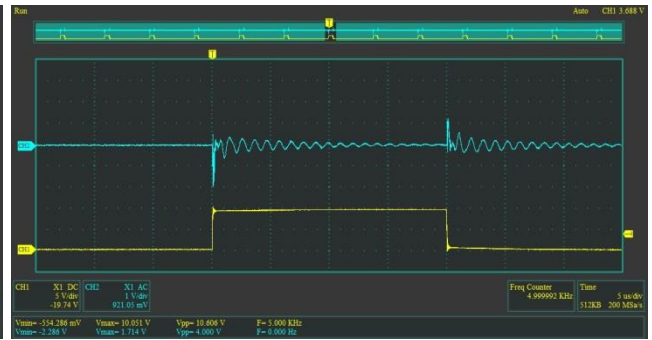 Run Auto CH1 3.688 V
T
T
CH2
CH1
CH1 X1 DC CH2 X1 AC Freq Counter Time
5 V/div 1 V/div 4.999992 KHz 5 us/div
-19.74 V 921.05 mV 512KB 200 MSa/s
Vmin= -554.286 mV Vmax= 10.051 V Vpp= 10.606 V F= 5.000 KHz
Vmin= -2.286 V Vmax= 1.714 V Vpp= 4.000 V F= 0.000 Hz